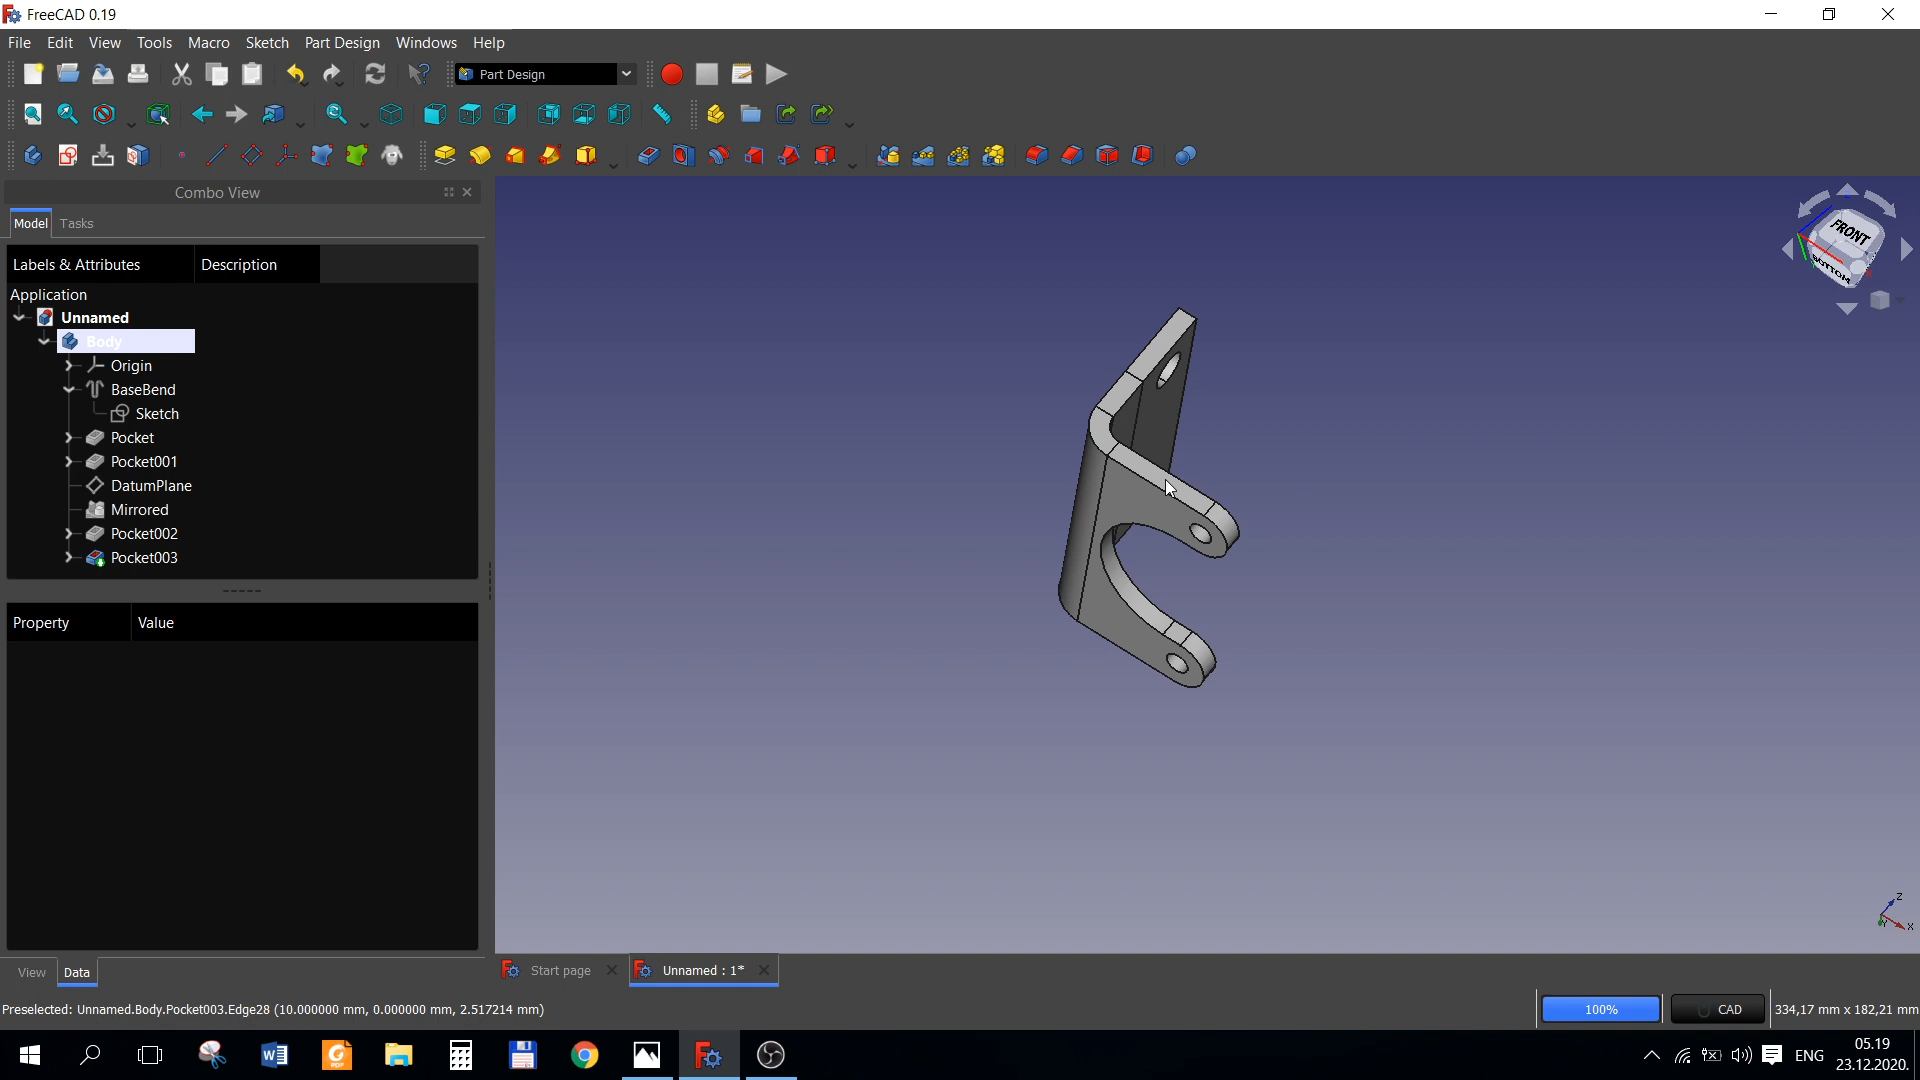 FreeCAD 0.19
File Edit View Tools Macro Sketch Part Design Windows Help
Part Design
Combo View
Model Tasks
Labels & Attributes Description
Application
Unnamed
Body
Origin
BaseBend
Sketch
Pocket
Pocket001
DatumPlane
Mirrored
Pocket002
Pocket003
Property Value
View Data
FRONT
BOTTOM
Z
Y
X
Start page Unnamed : 1*
Preselected: Unnamed.Body.Pocket003.Edge28 (10.000000 mm, 0.000000 mm, 2.517214 mm)
100% CAD 334,17 mm x 182,21 mm
ENG 05.19
23.12.2020.